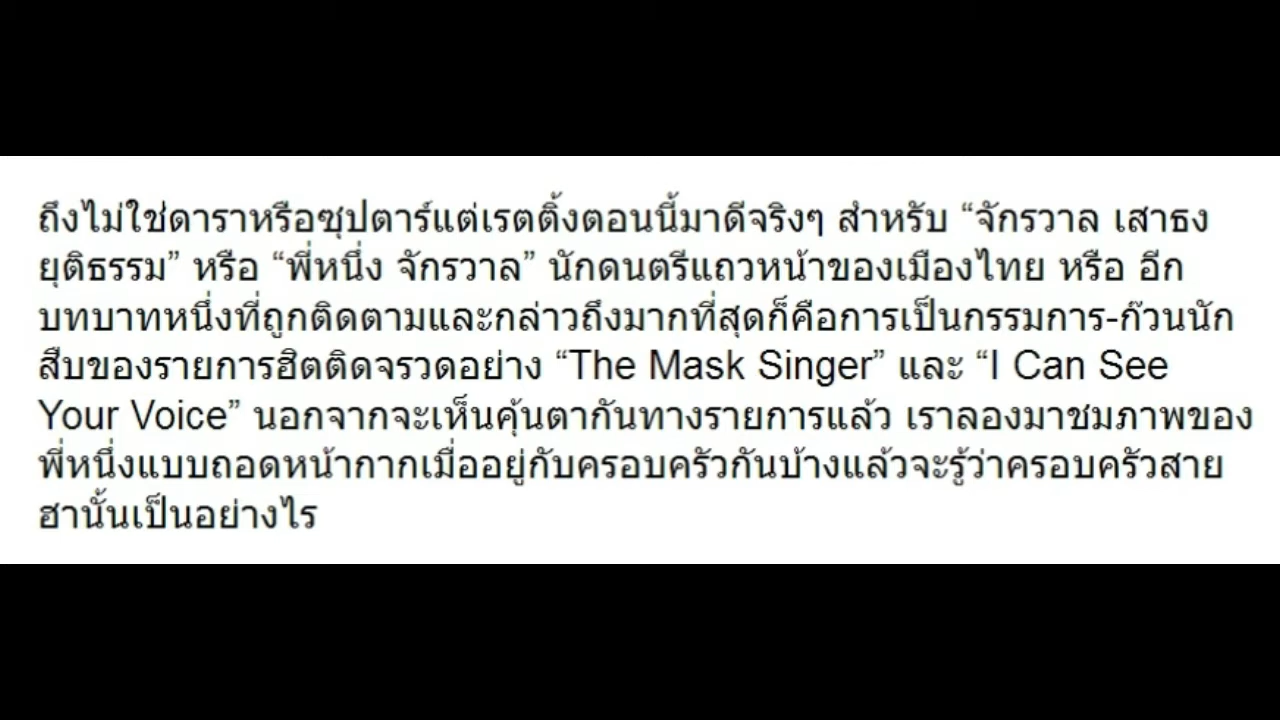 ถึงไม่ใช่ดาราหรือซุปตาร์แต่เรตติ้งตอนนี้มาดีจริงๆ สำหรับ “จักรวาล เสาธง
ยุติธรรม” หรือ “พี่หนึ่ง จักรวาล” นักดนตรีแถวหน้าของเมืองไทย หรือ อีก
บทบาทหนึ่งที่ถูกติดตามและกล่าวถึงมากที่สุดก็คือการเป็นกรรมการ-ก๊วนนัก
สืบของรายการฮิตติดจรวดอย่าง “The Mask Singer” และ “I Can See
Your Voice” นอกจากจะเห็นคุ้นตากันทางรายการแล้ว เราลองมาชมภาพของ
พี่หนึ่งแบบถอดหน้ากากเมื่ออยู่กับครอบครัวกันบ้างแล้วจะรู้ว่าครอบครัวสาย
ฮานั้นเป็นอย่างไร